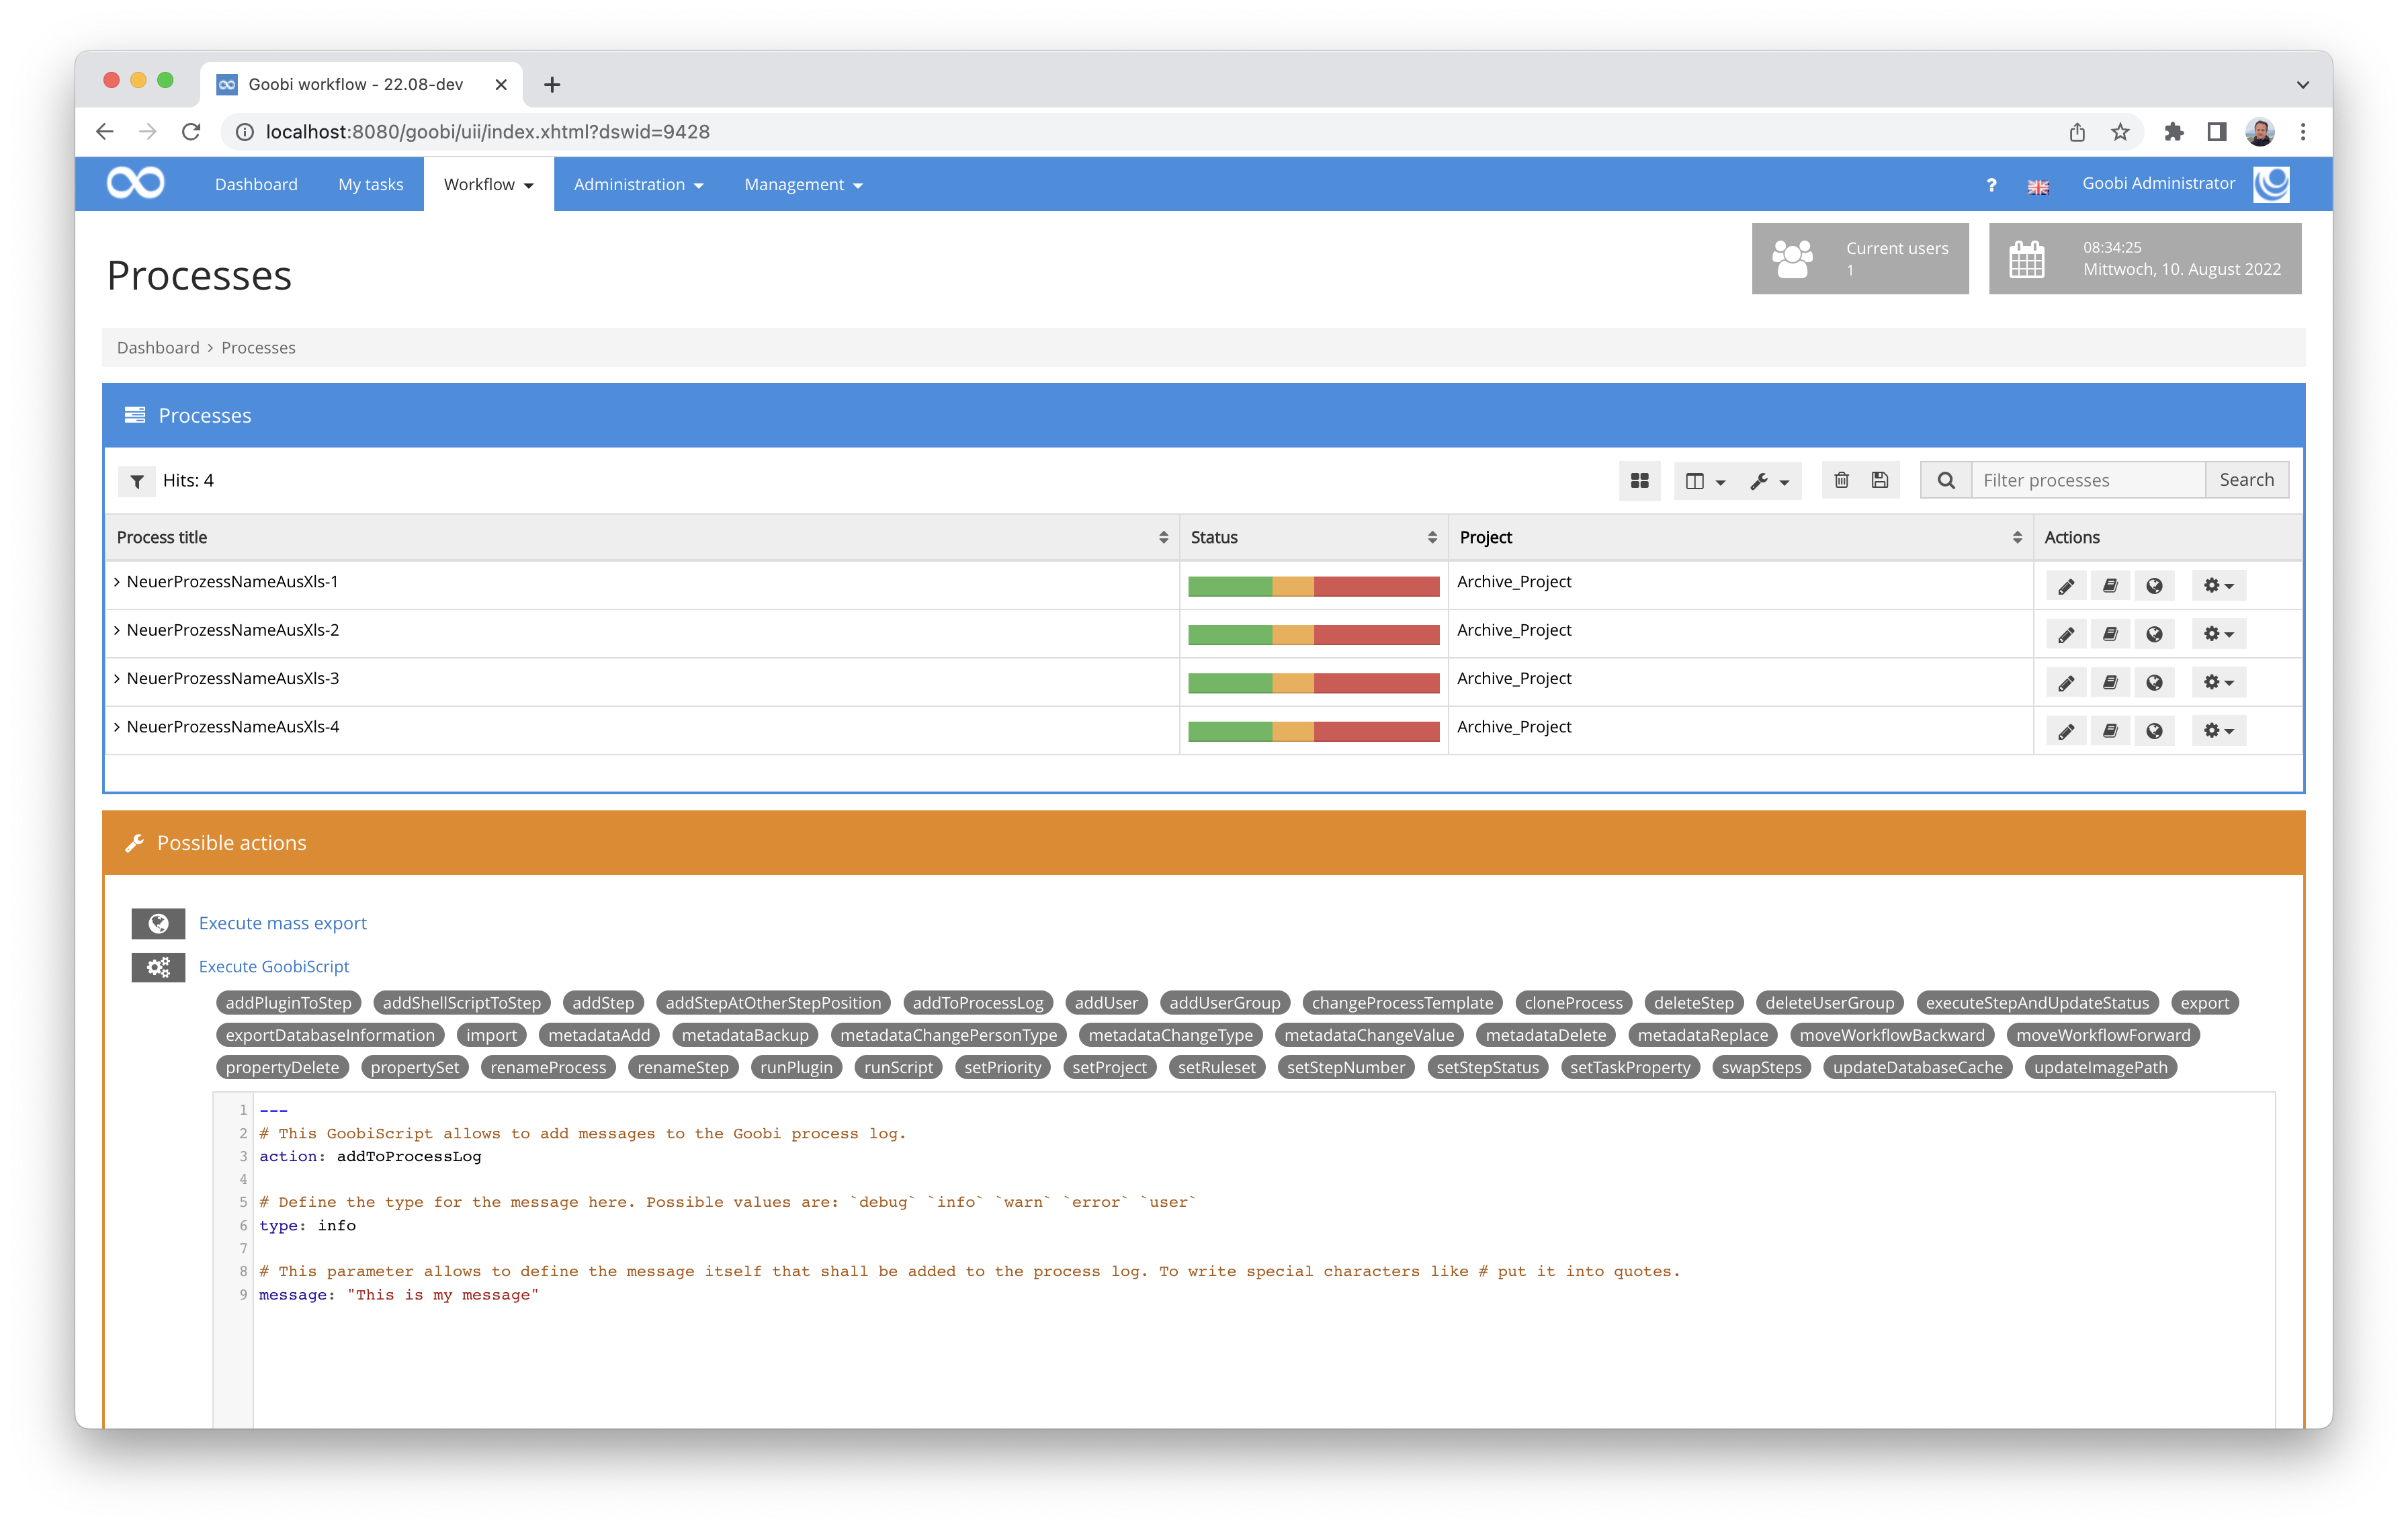 Goobi workflow - 22.08-dev
localhost:8080/goobi/uii/index.xhtml?dswid=9428
Dashboard My tasks Workflow Administration Management ? Goobi Administrator
Processes
Current users
1
08:34:25
Mittwoch, 10. August 2022
Dashboard > Processes
Processes
Hits: 4 Filter processes Search
Process title Status Project Actions
NeuerProzessNameAusXls-1 Archive_Project
NeuerProzessNameAusXls-2 Archive_Project
NeuerProzessNameAusXls-3 Archive_Project
NeuerProzessNameAusXls-4 Archive_Project
Possible actions
Execute mass export
Execute GoobiScript
addPluginToStep addShellScriptToStep addStep addStepAtOtherStepPosition addToProcessLog addUser addUserGroup changeProcessTemplate cloneProcess deleteStep deleteUserGroup executeStepAndUpdateStatus export
exportDatabaseInformation import metadataAdd metadataBackup metadataChangePersonType metadataChangeType metadataChangeValue metadataDelete metadataReplace moveWorkflowBackward moveWorkflowForward
propertyDelete propertySet renameProcess renameStep runPlugin runScript setPriority setProject setRuleset setStepNumber setStepStatus setTaskProperty swapSteps updateDatabaseCache updateImagePath
1 ---
2 # This GoobiScript allows to add messages to the Goobi process log.
3 action: addToProcessLog
4
5 # Define the type for the message here. Possible values are: `debug` `info` `warn` `error` `user`
6 type: info
7
8 # This parameter allows to define the message itself that shall be added to the process log. To write special characters like # put it into quotes.
9 message: "This is my message"